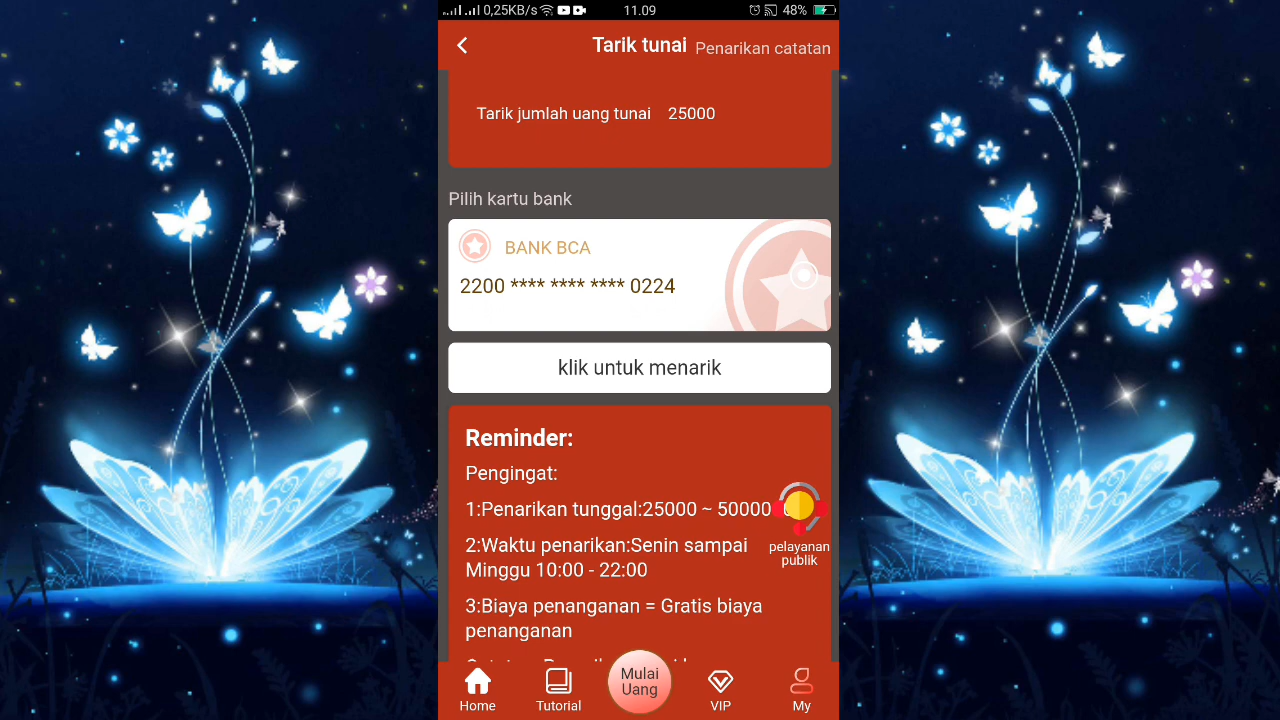 0,25KB/s 11.09 48%
Tarik tunai Penarikan catatan
Tarik jumlah uang tunai 25000
Pilih kartu bank
BANK BCA
2200 **** **** **** 0224
klik untuk menarik
Reminder:
Pengingat:
1:Penarikan tunggal:25000 ~ 50000
2:Waktu penarikan:Senin sampai
Minggu 10:00 - 22:00
pelayanan
publik
3:Biaya penanganan = Gratis biaya
penanganan
Mulai
Uang
Home Tutorial VIP My